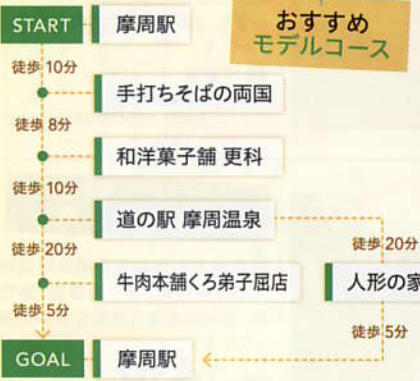 おすすめ
モデルコース
START 摩周駅
徒歩 10分
手打ちそばの両国
徒歩 8分
和洋菓子舗 更科
徒歩 10分
道の駅 摩周温泉
徒歩 20分
徒歩 20分
牛肉本舗くろ弟子屈店
人形の家
徒歩 5分
徒歩 5分
GOAL 摩周駅